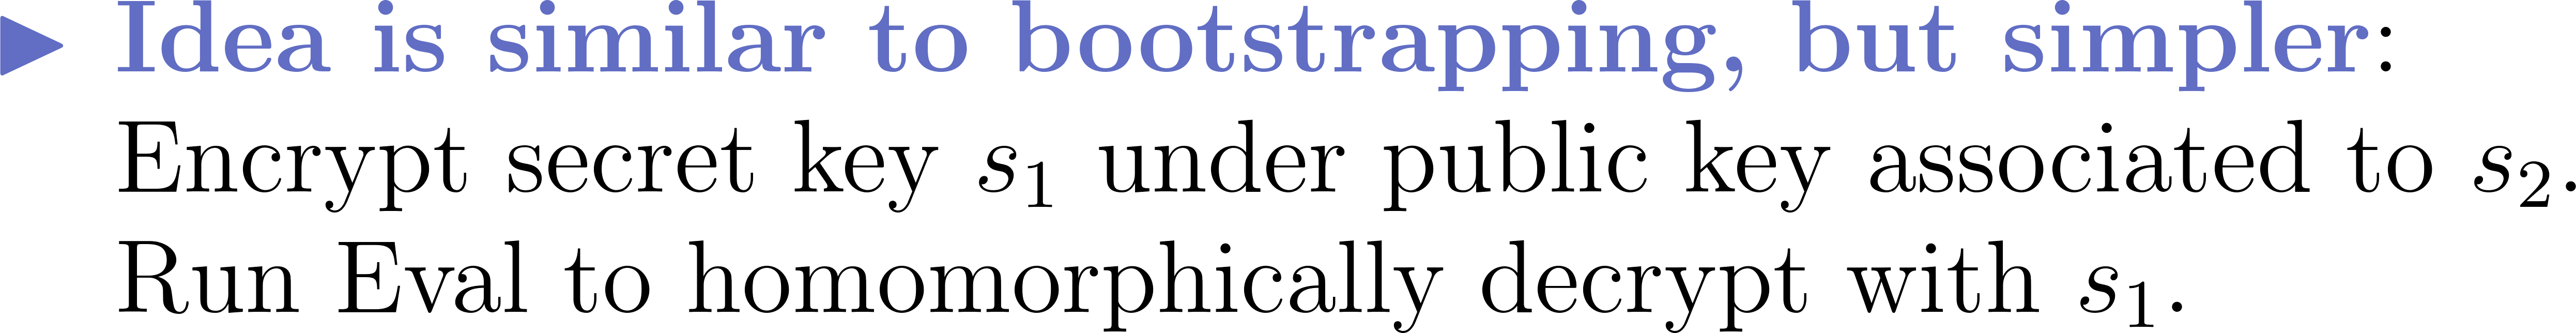 ▶ Idea is similar to bootstrapping, but simpler:
Encrypt secret key s₁ under public key associated to s₂.
Run Eval to homomorphically decrypt with s₁.